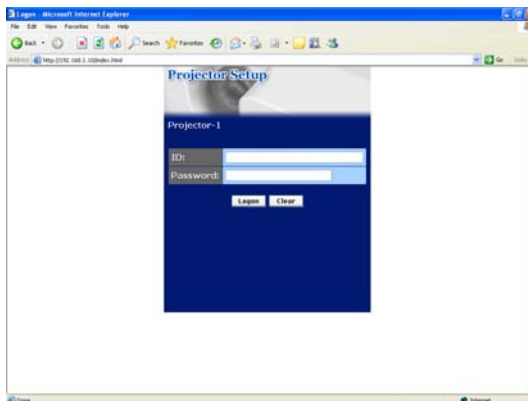 Logon - Microsoft Internet Explorer
File Edit View Favorites Tools Help
Back Search Favorites
Address http://192.168.1.10/index.html Go Links
Projector Setup
Projector-1
ID:
Password:
Logon Clear
Done Internet